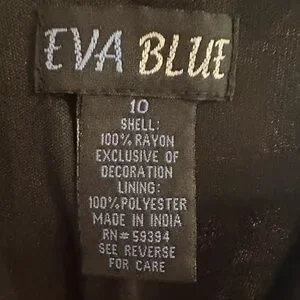 EVA BLUE
10
SHELL:
100% RAYON
EXCLUSIVE OF
DECORATION
LINING:
100% POLYESTER
MADE IN INDIA
RN# 59394
SEE REVERSE
FOR CARE